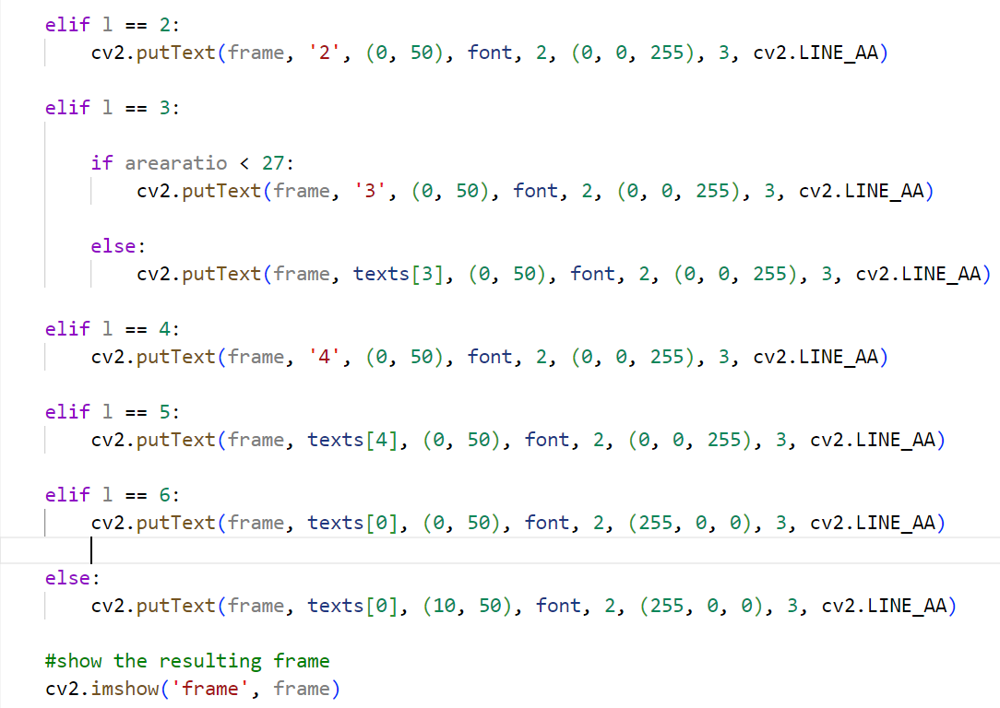 elif l == 2:
cv2.putText(frame, '2', (0, 50), font, 2, (0, 0, 255), 3, cv2.LINE_AA)
elif l == 3:
if arearatio < 27:
cv2.putText(frame, '3', (0, 50), font, 2, (0, 0, 255), 3, cv2.LINE_AA)
else:
cv2.putText(frame, texts[3], (0, 50), font, 2, (0, 0, 255), 3, cv2.LINE_AA)
elif l == 4:
cv2.putText(frame, '4', (0, 50), font, 2, (0, 0, 255), 3, cv2.LINE_AA)
elif l == 5:
cv2.putText(frame, texts[4], (0, 50), font, 2, (0, 0, 255), 3, cv2.LINE_AA)
elif l == 6:
cv2.putText(frame, texts[0], (0, 50), font, 2, (255, 0, 0), 3, cv2.LINE_AA)
else:
cv2.putText(frame, texts[0], (10, 50), font, 2, (255, 0, 0), 3, cv2.LINE_AA)
#show the resulting frame
cv2.imshow('frame', frame)